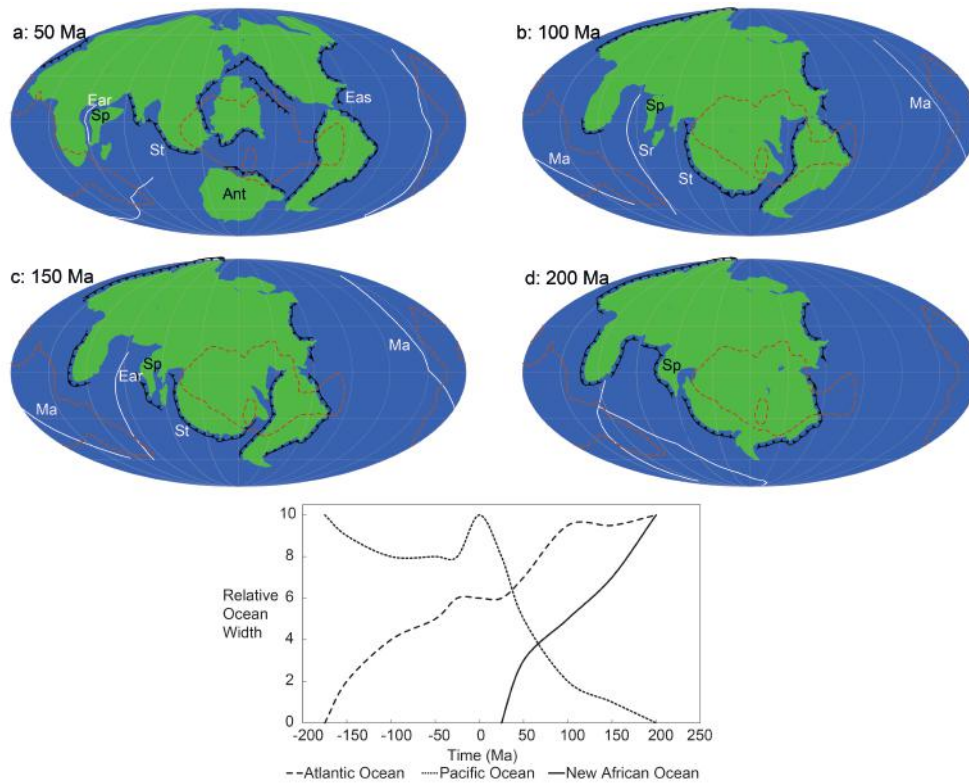 a: 50 Ma
Ear
Sp
St
Eas
Ant
b: 100 Ma
Sp
Ma
Ma
Sr
St
c: 150 Ma
Ma
Sp
Ear
Ma
St
d: 200 Ma
Sp
10
8
Relative
6
Ocean
Width
4
2
0
-200 -150 -100 -50 0 50 100 150 200 250
Time (Ma)
Atlantic Ocean Pacific Ocean New African Ocean